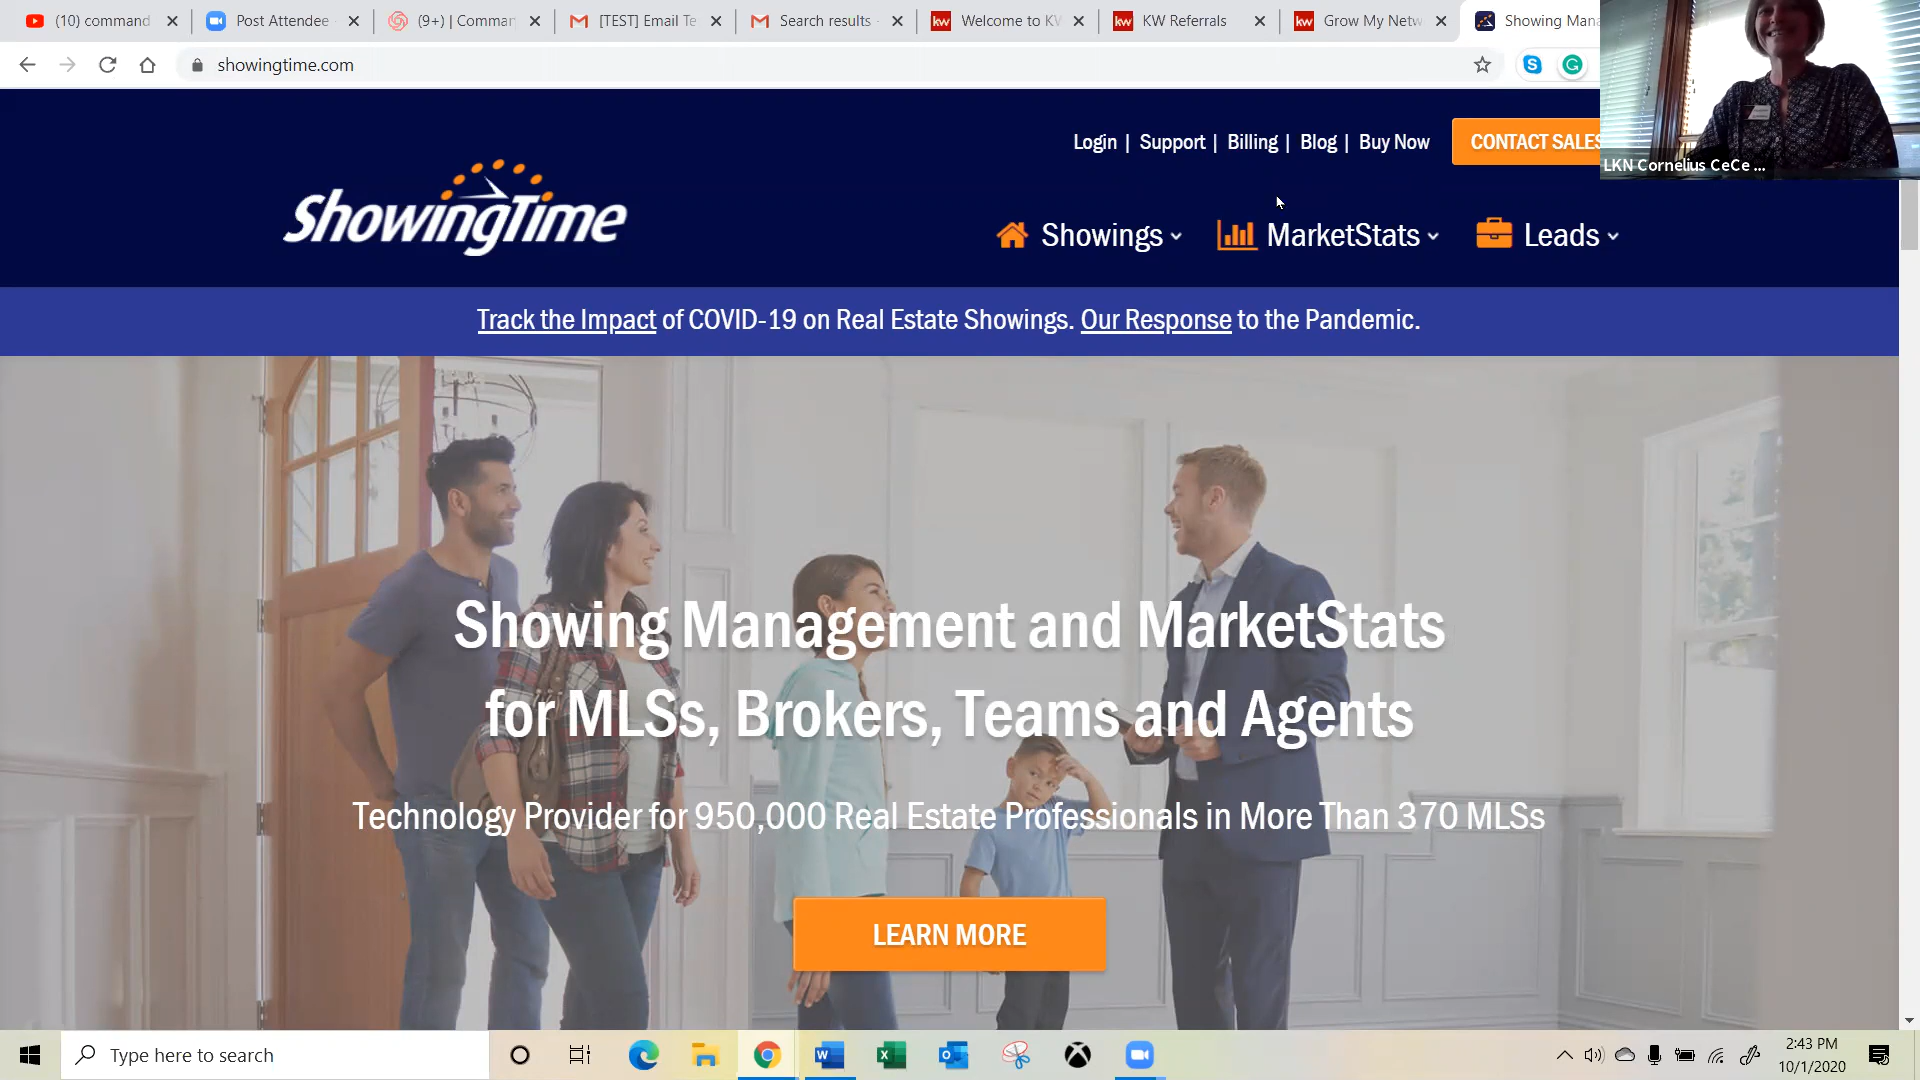 (10) command
Post Attendee
(9+) | Comman
[TEST] Email Te
Search results
Welcome to KW
KW Referrals
Grow My Netw
Showing Man
showingtime.com
Login | Support | Billing | Blog | Buy Now
CONTACT SALES
LKN Cornelius CeCe ...
ShowingTime
Showings
MarketStats
Leads
Track the Impact of COVID-19 on Real Estate Showings. Our Response to the Pandemic.
Showing Management and MarketStats
for MLSs, Brokers, Teams and Agents
Technology Provider for 950,000 Real Estate Professionals in More Than 370 MLSs
LEARN MORE
Type here to search
2:43 PM
10/1/2020